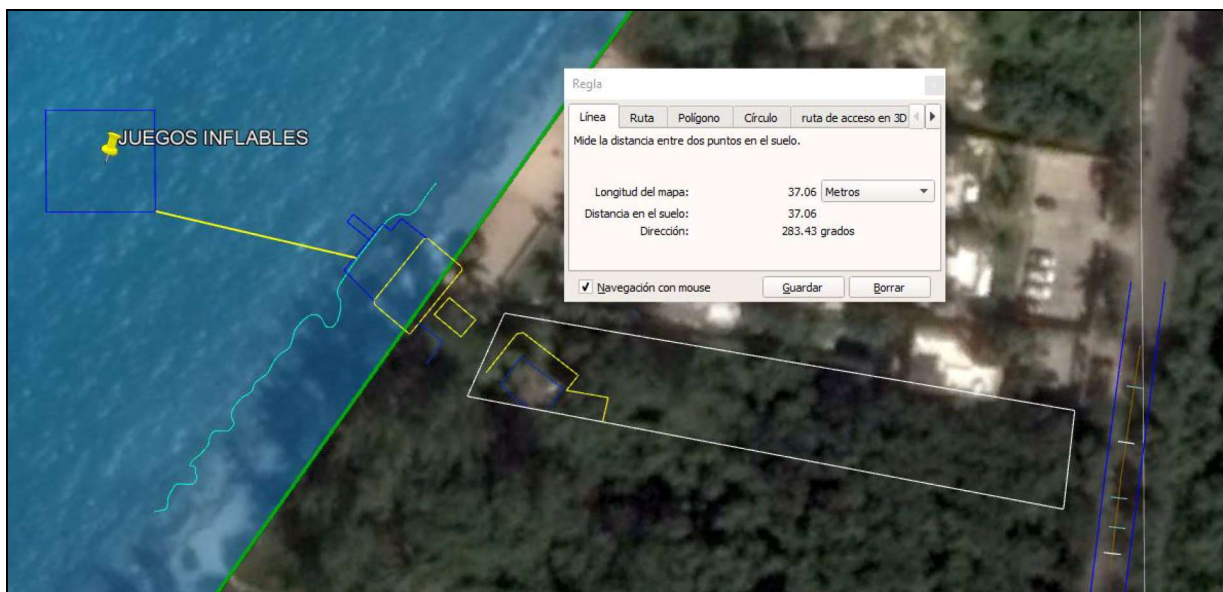 JUEGOS INFLABLES
Regla
Línea Ruta Polígono Círculo ruta de acceso en 3D
Mide la distancia entre dos puntos en el suelo.
Longitud del mapa: 37.06 Metros
Distancia en el suelo: 37.06
Dirección: 283.43 grados
Navegación con mouse Guardar Borrar